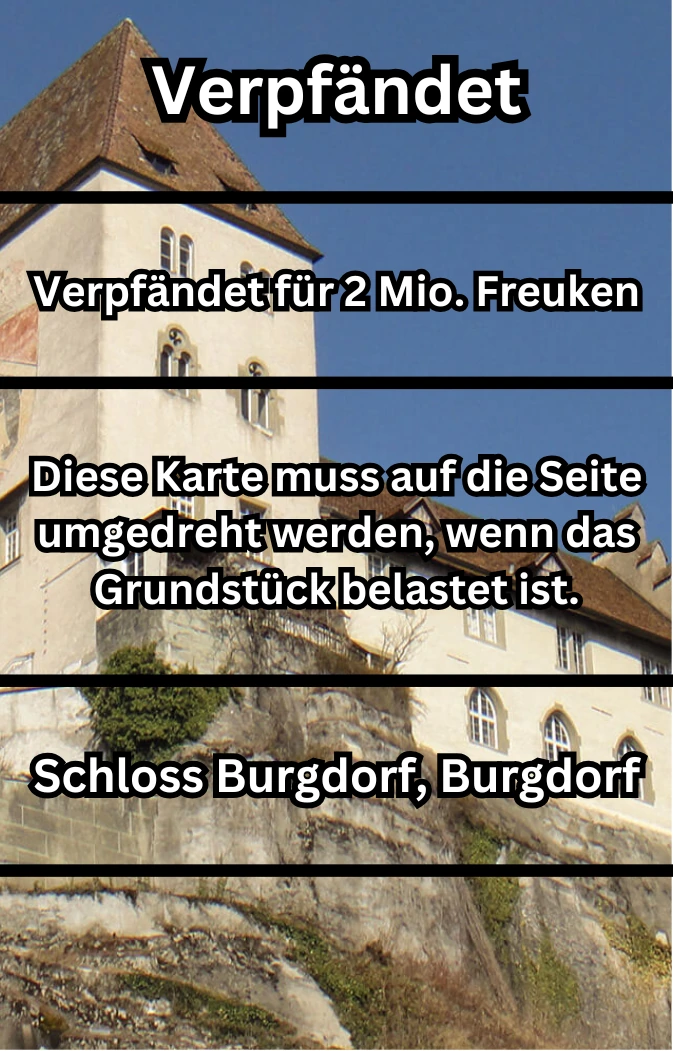 Verpfändet
Verpfändet für 2 Mio. Freuken
Diese Karte muss auf die Seite
umgedreht werden, wenn das
Grundstück belastet ist.
Schloss Burgdorf, Burgdorf